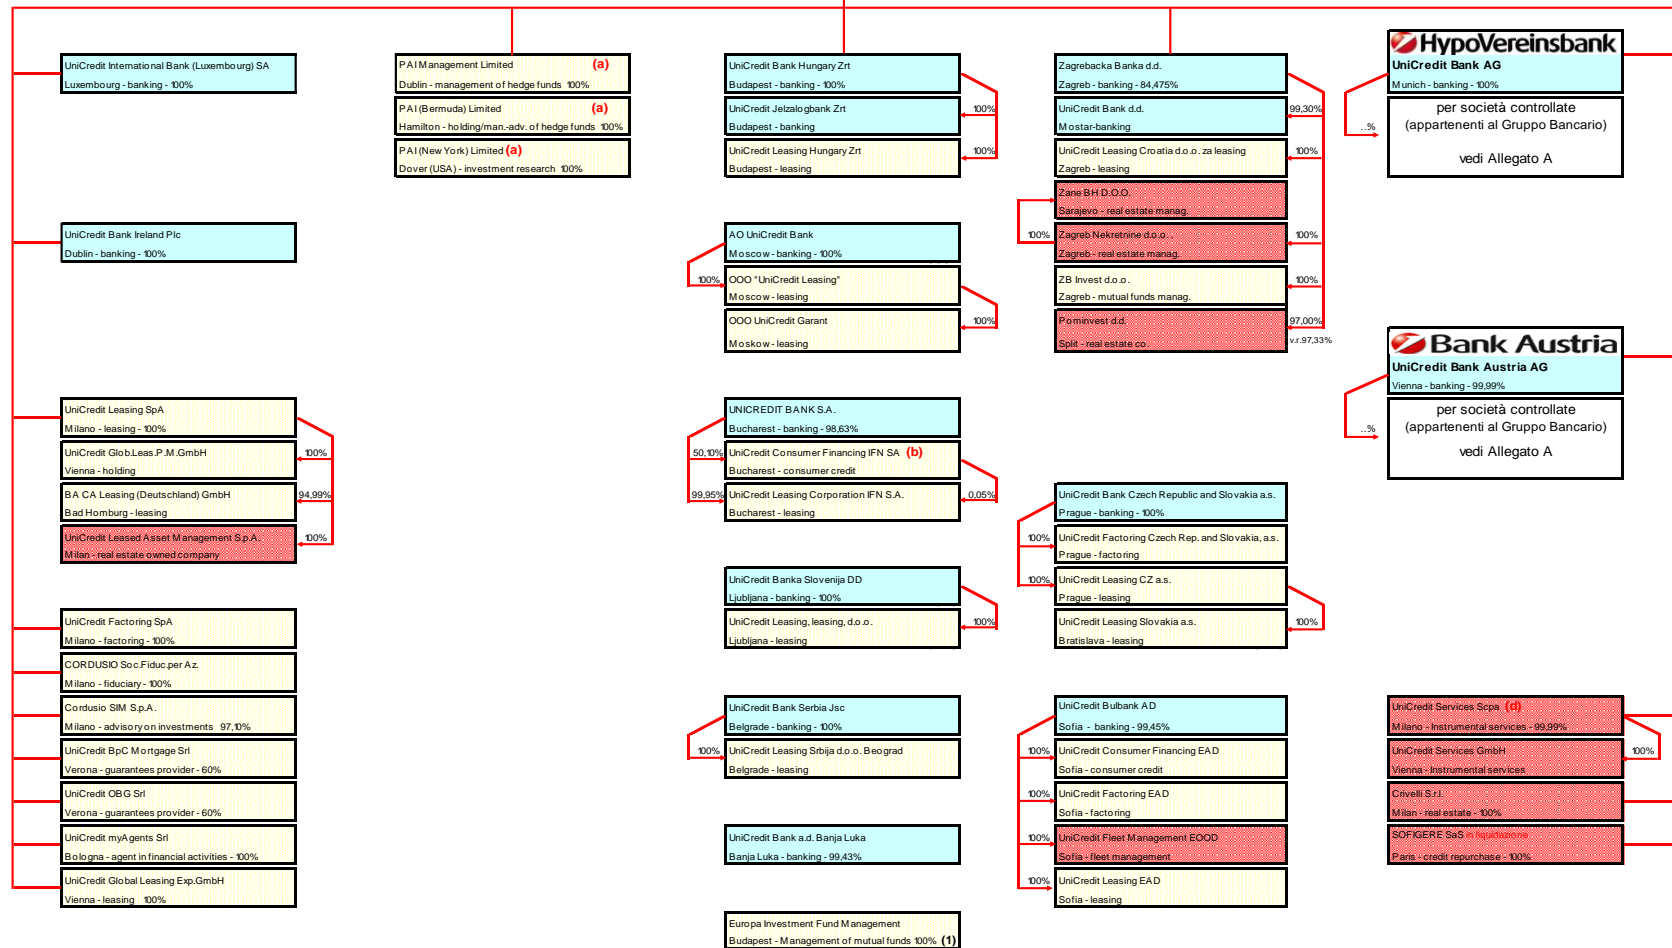 UniCredit International Bank (Luxembourg) SA
Luxembourg - banking - 100%
UniCredit Bank Ireland Plc
Dublin - banking - 100%
UniCredit Leasing SpA
Milano - leasing - 100%
UniCredit Glob.Leas.P.M.GmbH
Vienna - holding
100%
BA CA Leasing (Deutschland) GmbH
Bad Homburg - leasing
94,99%
UniCredit Leased Asset Management S.p.A.
Milan - real estate owned company
100%
UniCredit Factoring SpA
Milano - factoring - 100%
CORDUSIO Soc.Fiduc.per Az.
Milano - fiduciary - 100%
Cordusio SIM S.p.A.
Milano - advisory on investments 97,10%
UniCredit BpC Mortgage Srl
Verona - guarantees provider - 60%
UniCredit OBG Srl
Verona - guarantees provider - 60%
UniCredit myAgents Srl
Bologna - agent in financial activities - 100%
UniCredit Global Leasing Exp.GmbH
Vienna - leasing 100%
PAI Management Limited (a)
Dublin - management of hedge funds 100%
PAI (Bermuda) Limited (a)
Hamilton - holding/man.-adv. of hedge funds 100%
PAI (New York) Limited (a)
Dover (USA) - investment research 100%
UniCredit Bank Hungary Zrt
Budapest - banking - 100%
UniCredit Jelzalogbank Zrt
Budapest - banking
100%
UniCredit Leasing Hungary Zrt
Budapest - leasing
100%
AO UniCredit Bank
Moscow - banking - 100%
100%
OOO "UniCredit Leasing"
Moscow - leasing
OOO UniCredit Garant
Moskow - leasing
100%
UNICREDIT BANK S.A.
Bucharest - banking - 98,63%
50,10%
UniCredit Consumer Financing IFN SA (b)
Bucharest - consumer credit
99,95%
UniCredit Leasing Corporation IFN S.A.
Bucharest - leasing
0,05%
UniCredit Banka Slovenija DD
Ljubljana - banking - 100%
UniCredit Leasing, leasing, d.o.o.
Ljubljana - leasing
100%
UniCredit Bank Serbia Jsc
Belgrade - banking - 100%
100%
UniCredit Leasing Srbija d.o.o. Beograd
Belgrade - leasing
UniCredit Bank a.d. Banja Luka
Banja Luka - banking - 99,43%
Europa Investment Fund Management
Budapest - Management of mutual funds 100% (1)
Zagrebacka Banka d.d.
Zagreb - banking - 84,475%
UniCredit Bank d.d.
Mostar-banking
99,30%
UniCredit Leasing Croatia d.o.o. za leasing
Zagreb - leasing
100%
Zane BH D.O.O.
Sarajevo - real estate manag.
100%
Zagreb Nekretnine d.o.o..
Zagreb - real estate manag.
100%
ZB Invest d.o.o.
Zagreb - mutual funds manag.
100%
Pominvest d.d.
Split - real estate co.
97,00%
v.r.97,33%
UniCredit Bank Czech Republic and Slovakia a.s.
Prague - banking - 100%
100%
UniCredit Factoring Czech Rep. and Slovakia, a.s.
Prague - factoring
100%
UniCredit Leasing CZ a.s.
Prague - leasing
UniCredit Leasing Slovakia a.s.
Bratislava - leasing
100%
UniCredit Bulbank AD
Sofia - banking - 99,45%
100%
UniCredit Consumer Financing EAD
Sofia - consumer credit
100%
UniCredit Factoring EAD
Sofia - factoring
100%
UniCredit Fleet Management EOOD
Sofia - fleet management
100%
UniCredit Leasing EAD
Sofia - leasing
HypoVereinsbank
UniCredit Bank AG
Munich - banking - 100%
..%
per società controllate
(appartenenti al Gruppo Bancario)
vedi Allegato A
Bank Austria
UniCredit Bank Austria AG
Vienna - banking - 99,99%
..%
per società controllate
(appartenenti al Gruppo Bancario)
vedi Allegato A
UniCredit Services Scpa (d)
Milano - Instrumental services - 99,99%
UniCredit Services GmbH
Vienna - Instrumental services
100%
Crivelli S.r.l.
Milan - real estate - 100%
SOFIGERE SaS in liquidazione
Paris - credit repurchase - 100%